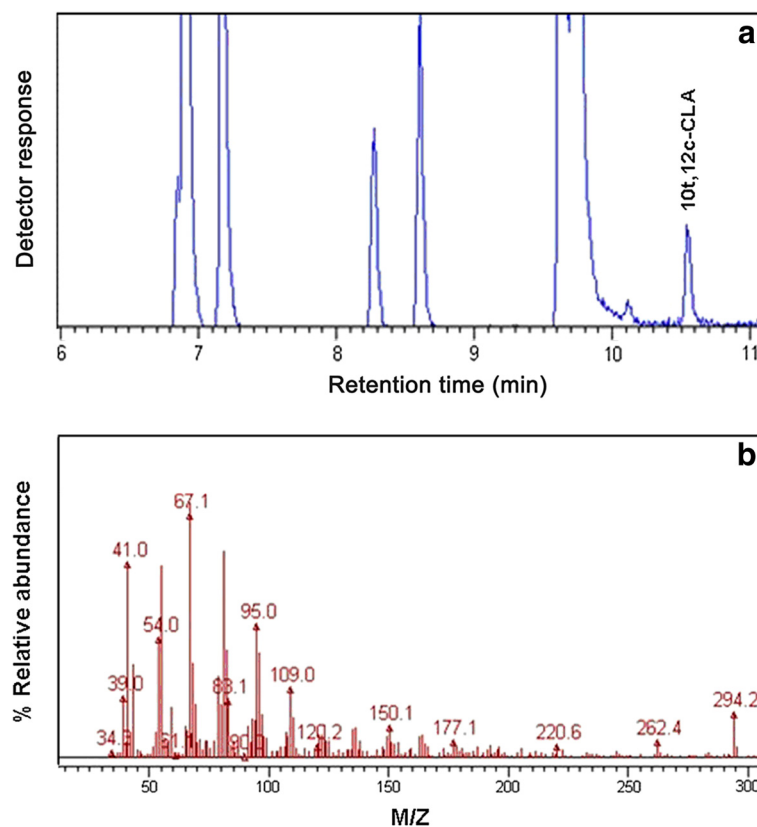 a
Detector response
10t,12c-CLA
6 7 8 9 10 11
Retention time (min)
b
% Relative abundance
67.1
41.0
54.0
95.0
39.0
83.1
109.0
120.2
150.1
177.1
220.6
262.4
294.2
50 100 150 200 250 300
M/Z